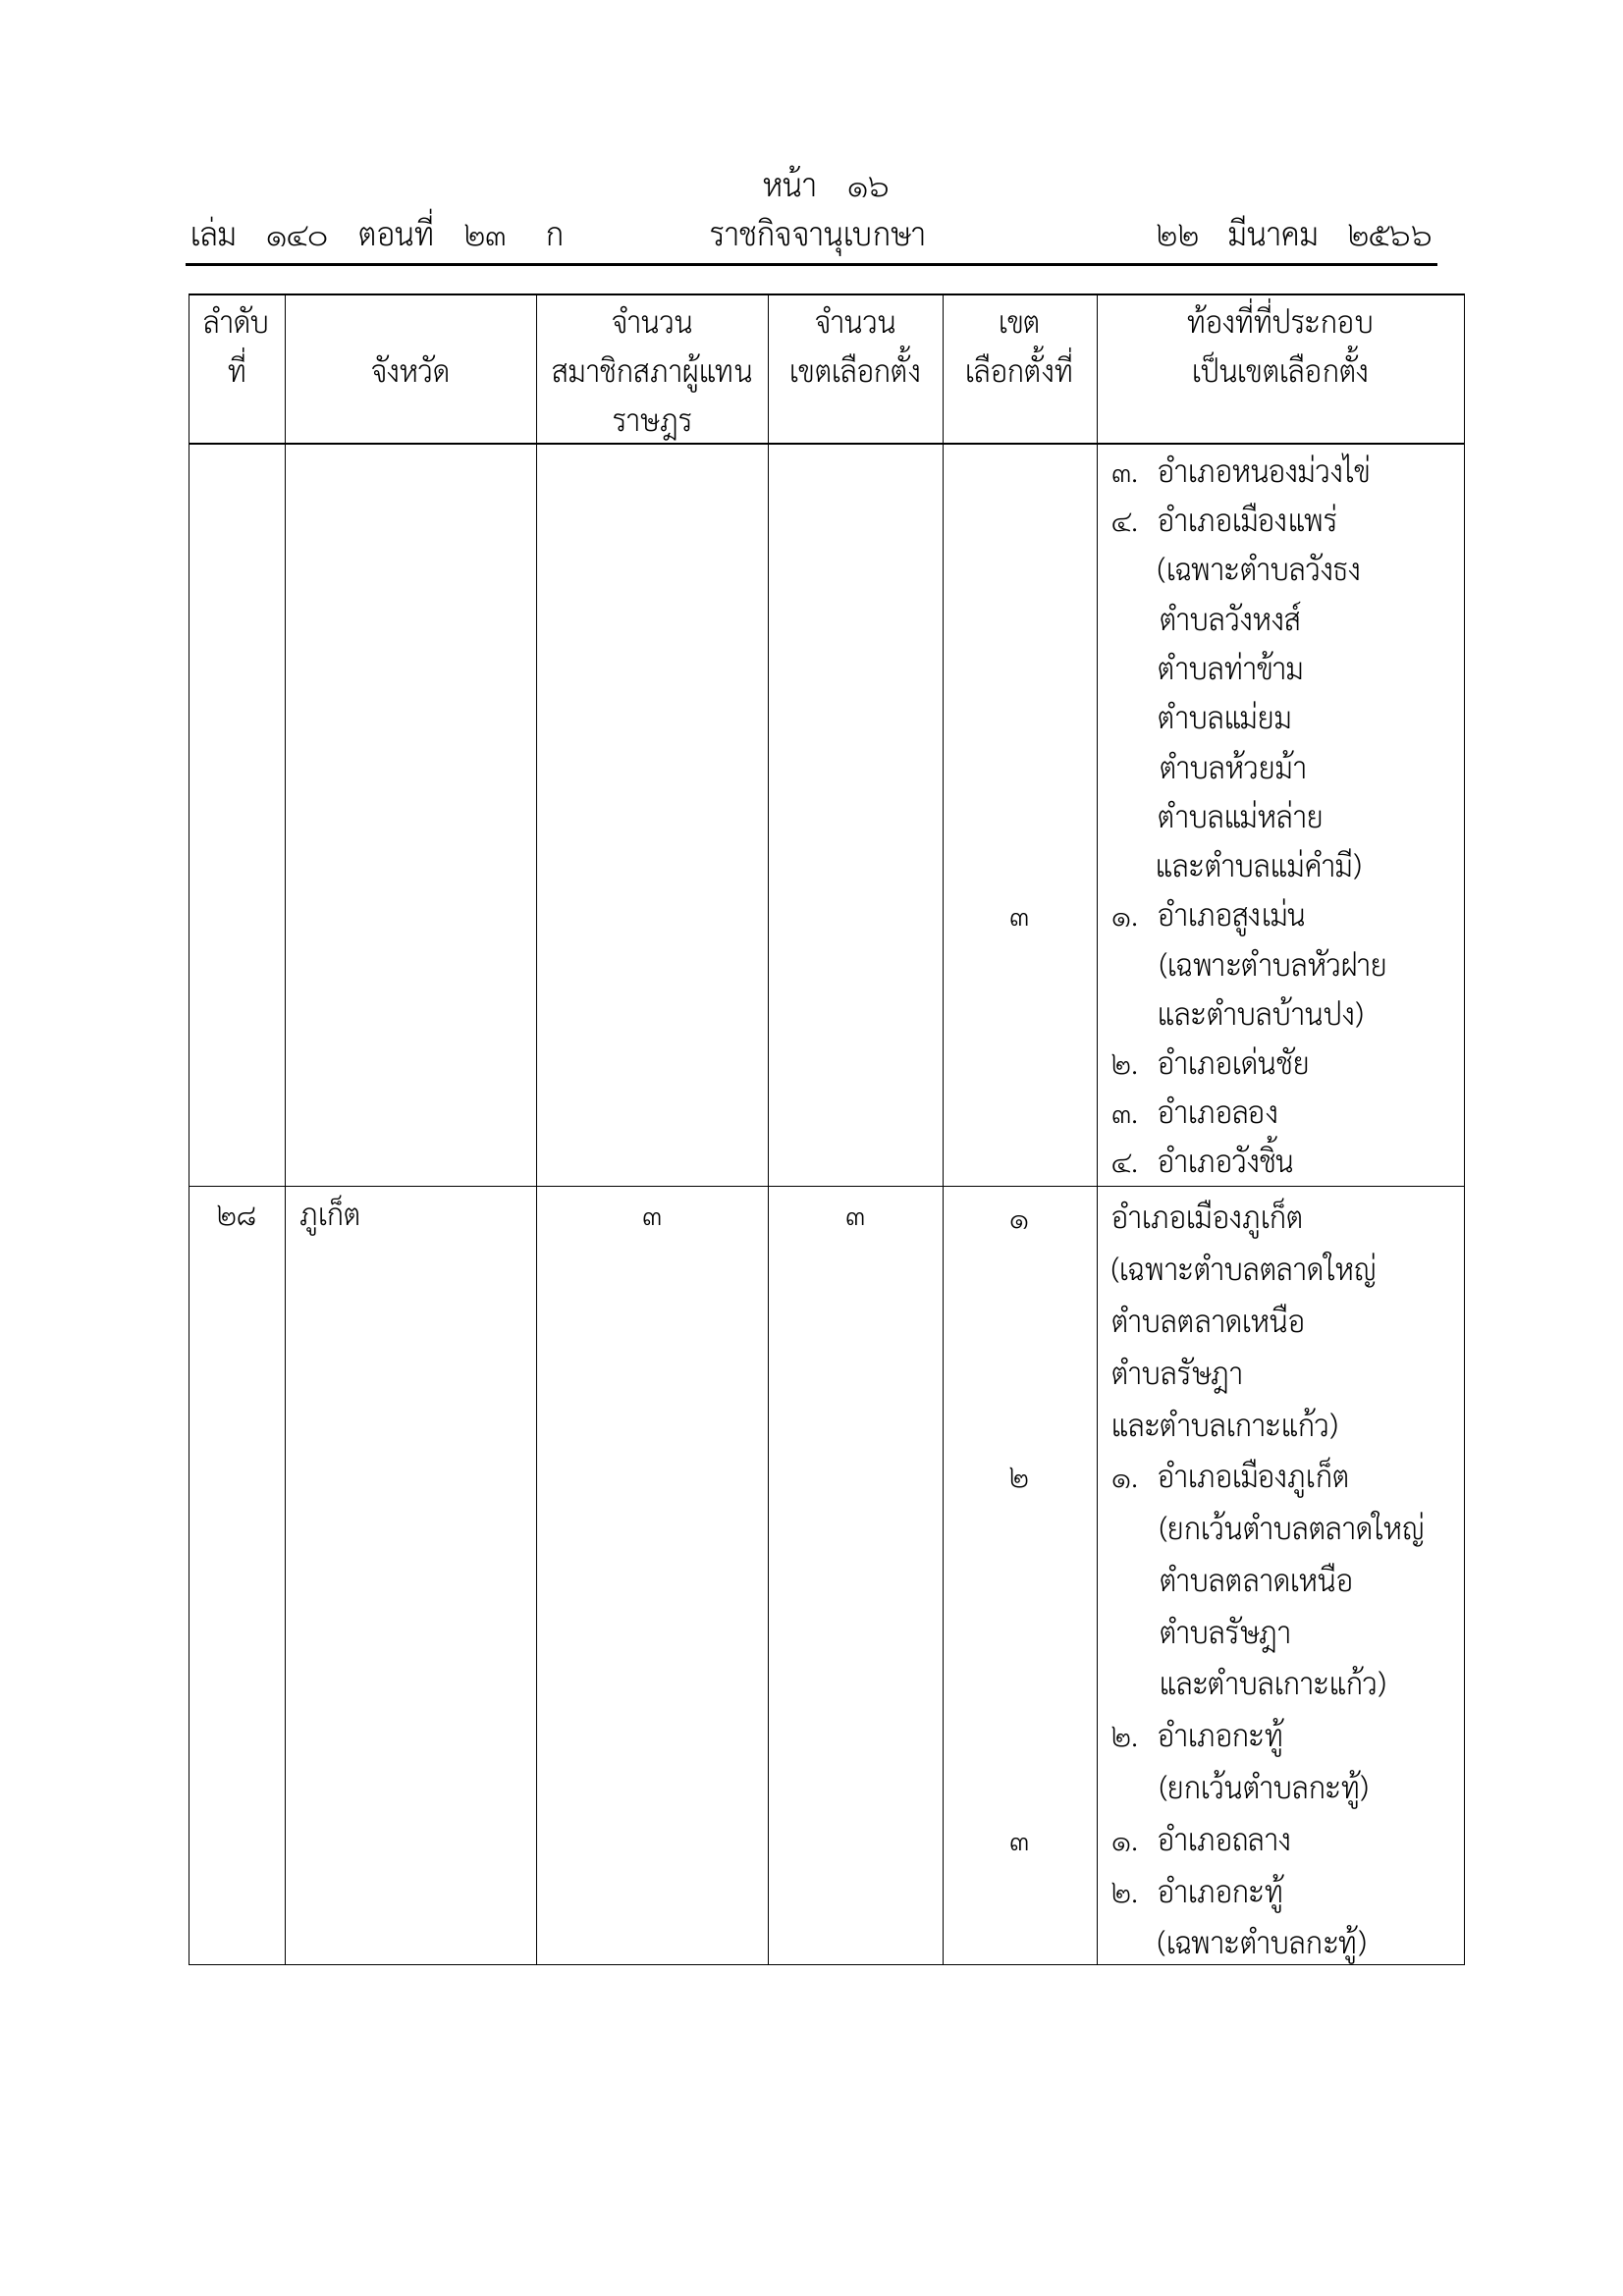 หน้า ๑๖
เล่ม ๑๔๐ ตอนที่ ๒๓ ก ราชกิจจานุเบกษา ๒๒ มีนาคม ๒๕๖๖
ลำดับ จำนวน จำนวน เขต ท้องที่ที่ประกอบ
ที่ จังหวัด สมาชิกสภาผู้แทน เขตเลือกตั้ง เลือกตั้งที่ เป็นเขตเลือกตั้ง
ราษฎร
๓. อำเภอหนองม่วงไข่
๔. อำเภอเมืองแพร่
(เฉพาะตำบลวังธง
ตำบลวังหงส์
ตำบลท่าข้าม
ตำบลแม่ยม
ตำบลห้วยม้า
ตำบลแม่หล่าย
และตำบลแม่คำมี)
๓ ๑. อำเภอสูงเม่น
(เฉพาะตำบลหัวฝาย
และตำบลบ้านปง)
๒. อำเภอเด่นชัย
๓. อำเภอลอง
๔. อำเภอวังชิ้น
๒๘ ภูเก็ต ๓ ๓ ๑ อำเภอเมืองภูเก็ต
(เฉพาะตำบลตลาดใหญ่
ตำบลตลาดเหนือ
ตำบลรัษฎา
และตำบลเกาะแก้ว)
๒ ๑. อำเภอเมืองภูเก็ต
(ยกเว้นตำบลตลาดใหญ่
ตำบลตลาดเหนือ
ตำบลรัษฎา
และตำบลเกาะแก้ว)
๒. อำเภอกะทู้
(ยกเว้นตำบลกะทู้)
๓ ๑. อำเภอถลาง
๒. อำเภอกะทู้
(เฉพาะตำบลกะทู้)